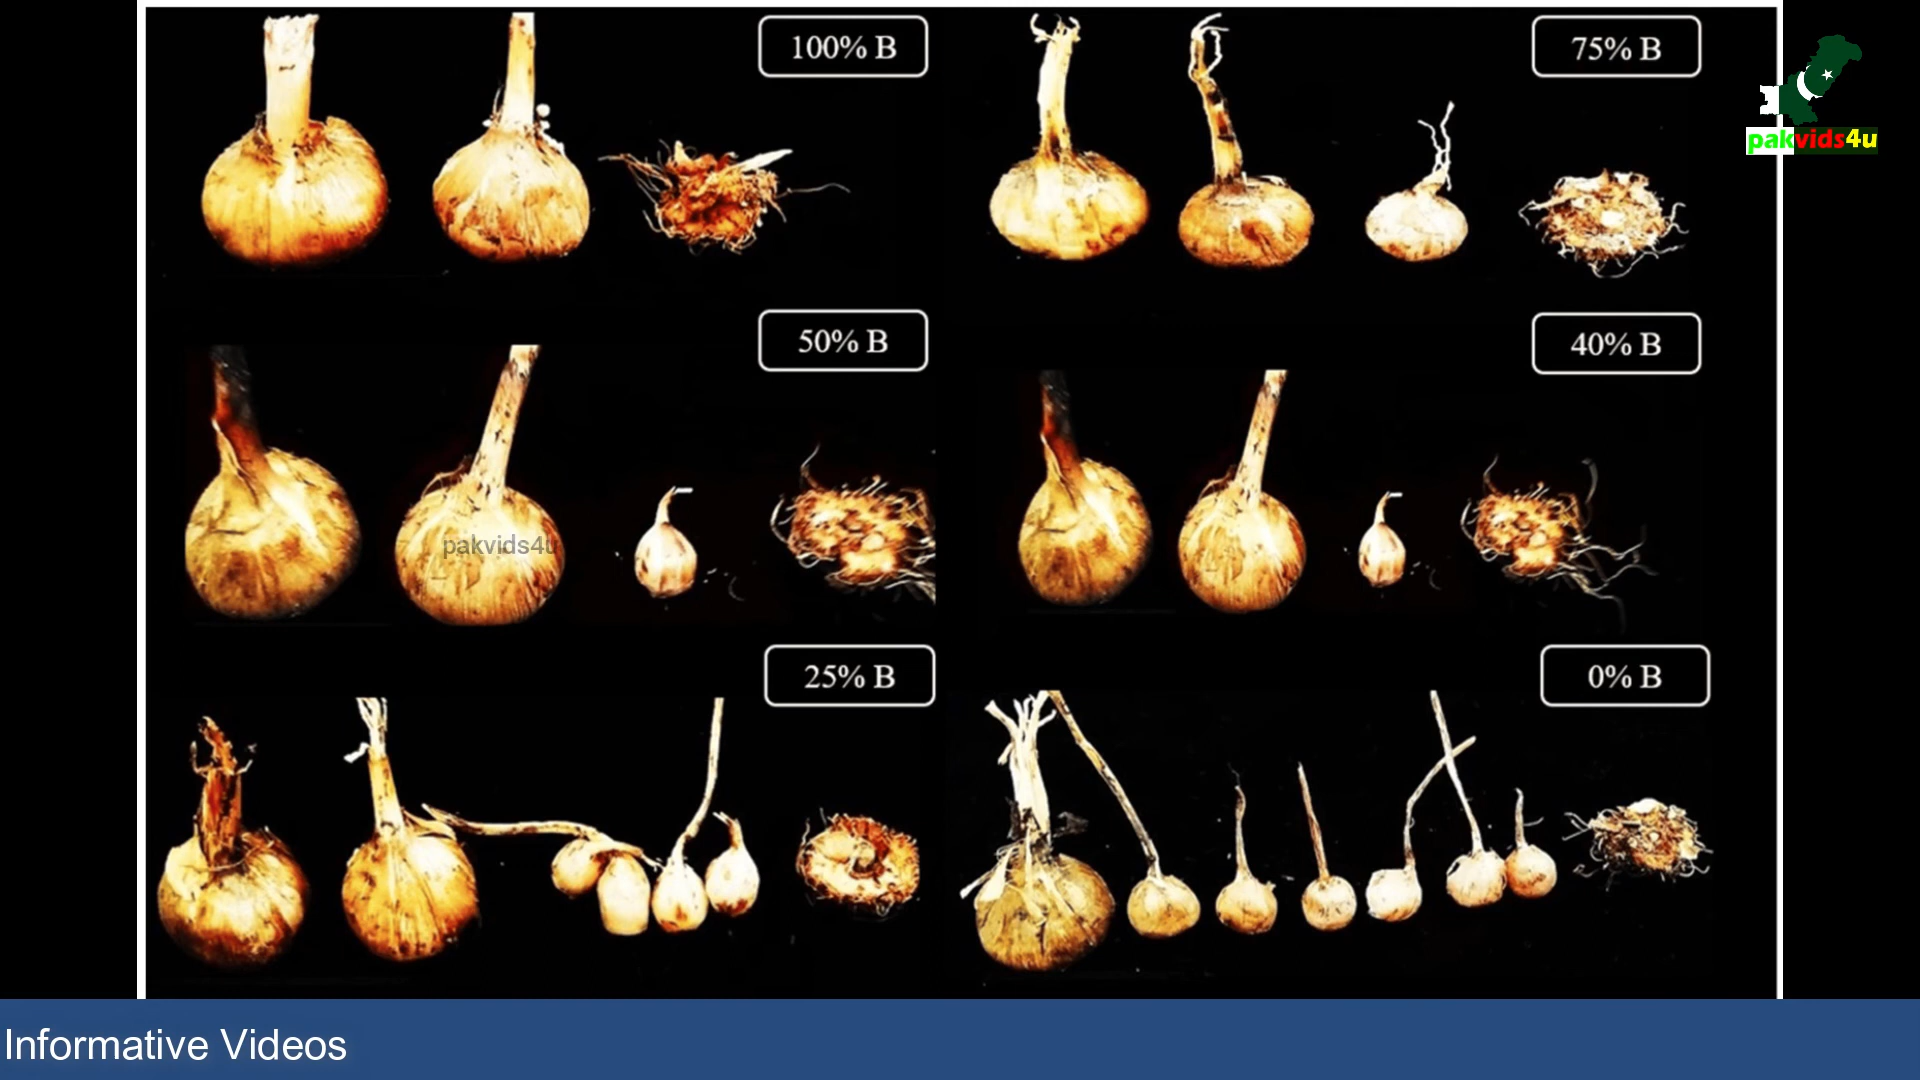 100% B
75% B
pakvids4u
50% B
40% B
pakvids4u
25% B
0% B
Informative Videos